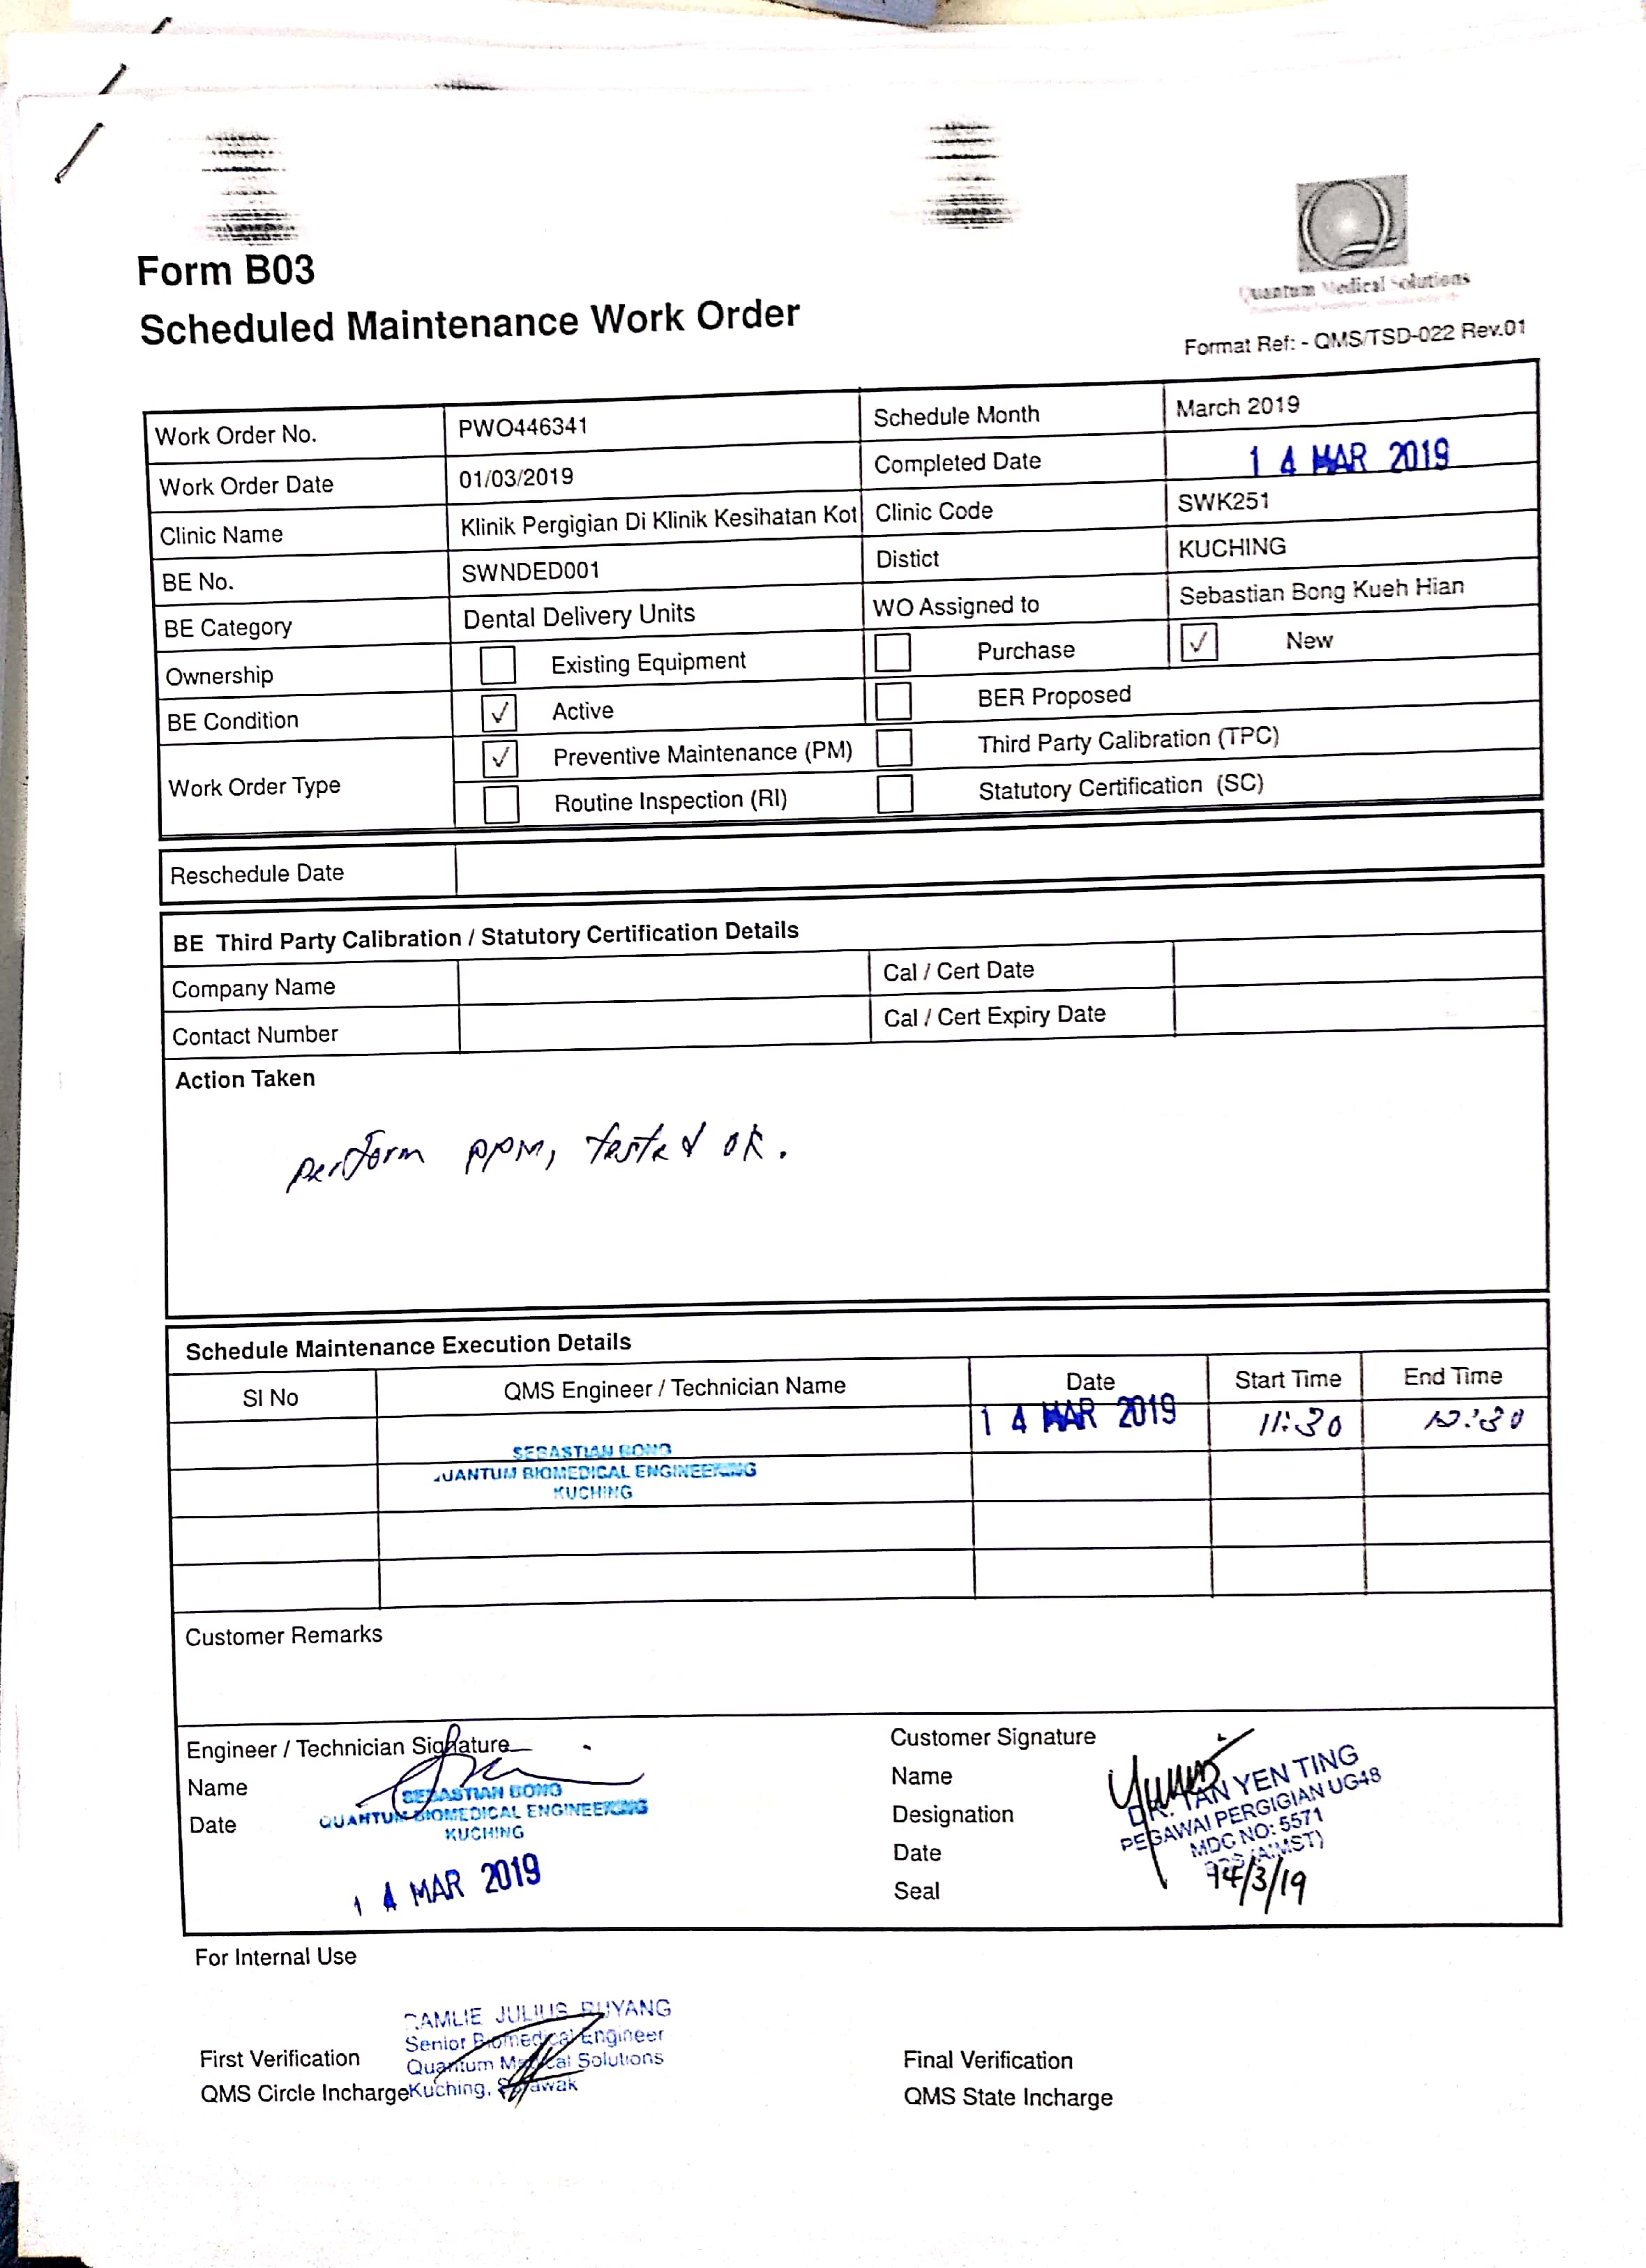 Form B03
Scheduled Maintenance Work Order
Quantum Medical Solutions
Format Ref: - QMS/TSD-022 Rev.01
Work Order No. PWO446341 Schedule Month March 2019
Work Order Date 01/03/2019 Completed Date 14 MAR 2019
Clinic Name Klinik Pergigian Di Klinik Kesihatan Kot Clinic Code SWK251
BE No. SWNDED001 Distict KUCHING
BE Category Dental Delivery Units WO Assigned to Sebastian Bong Kueh Hian
Ownership Existing Equipment Purchase ✓ New
BE Condition ✓ Active BER Proposed
Work Order Type ✓ Preventive Maintenance (PM) Third Party Calibration (TPC)
Routine Inspection (RI) Statutory Certification (SC)
Reschedule Date
BE Third Party Calibration / Statutory Certification Details
Company Name Cal / Cert Date
Contact Number Cal / Cert Expiry Date
Action Taken
perform ppm, tested ok.
Schedule Maintenance Execution Details
SI No QMS Engineer / Technician Name Date Start Time End Time
14 MAR 2019 11:30 12:30
SEBASTIAN BONG
QUANTUM BIOMEDICAL ENGINEERING
KUCHING
Customer Remarks
Engineer / Technician Signature
Name
Date
SEBASTIAN BONG
QUANTUM BIOMEDICAL ENGINEERING
KUCHING
14 MAR 2019
Customer Signature
Name
Designation
Date
Seal
DR. TAN YEN TING
PEGAWAI PERGIGIAN UG48
MDC NO: 5571
BDS (AIMST)
14/3/19
For Internal Use
First Verification
QMS Circle Incharge
RAMLIE JULIUS BUYANG
Senior Biomedical Engineer
Quantum Medical Solutions
Kuching, Sarawak
Final Verification
QMS State Incharge